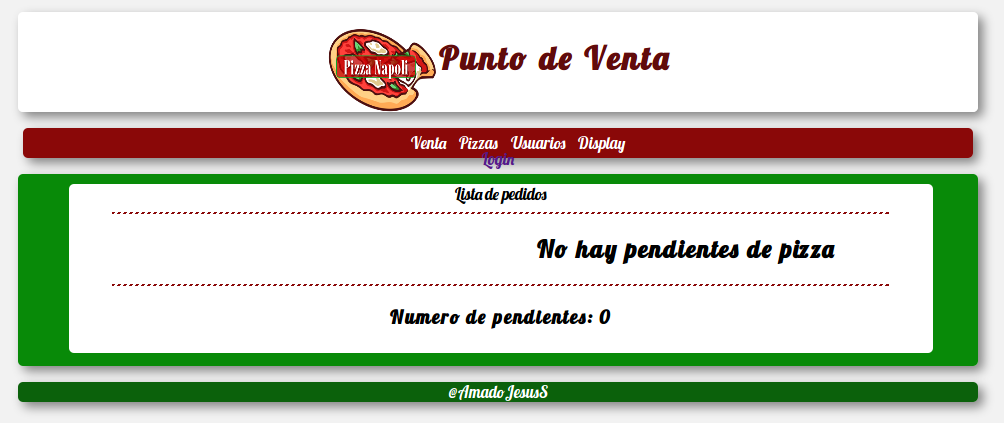 Pizza Napoli
Punto de Venta
Venta Pizzas Usuarios Display
Login
Lista de pedidos
No hay pendientes de pizza
Numero de pendientes: 0
@AmadoJesusS